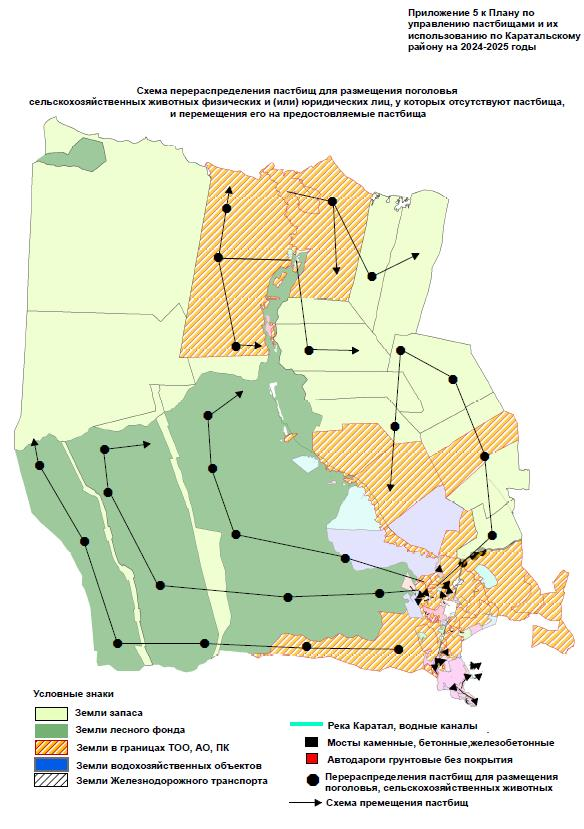 Приложение 5 к Плану по
управлению пастбищами и их
использованию по Каратальскому
району на 2024-2025 годы
Схема перераспределения пастбищ для размещения поголовья
сельскохозяйственных животных физических и (или) юридических лиц, у которых отсутствуют пастбища,
и перемещения его на предостовляемые пастбища
Условные знаки
Земли запаса
Земли лесного фонда
Земли в границах ТОО, АО, ПК
Земли водохозяйственных объектов
Земли Железнодорожного транспорта
Река Каратал, водные каналы
Мосты каменные, бетонные,железобетонные
Автодароги грунтовые без покрытия
Перераспределения пастбищ для размещения
поголовья, сельскохозяйственных животных
Схема премещения пастбищ